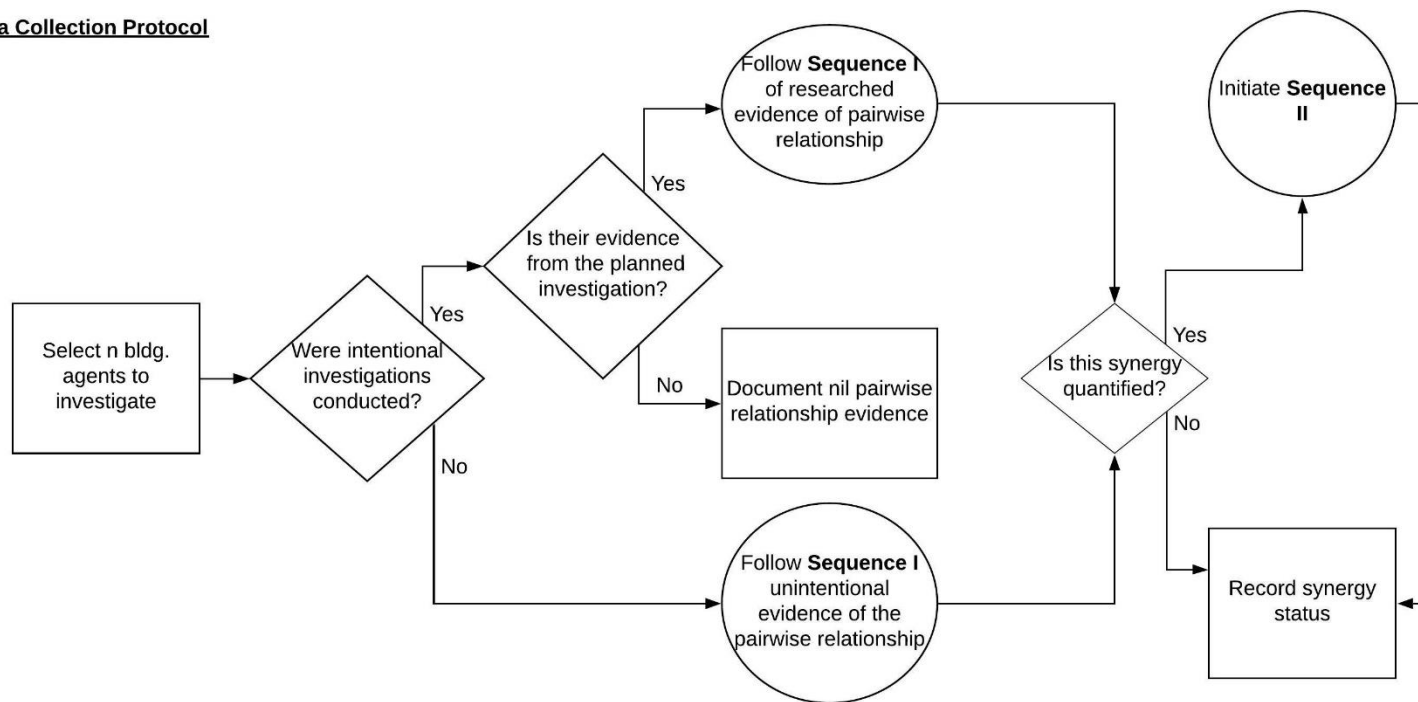 a Collection Protocol
Follow Sequence I
of researched
evidence of pairwise
relationship
Initiate Sequence
II
Yes
Is their evidence
from the planned
investigation?
Yes
Select n bldg.
agents to
investigate
Were intentional
investigations
conducted?
No
Document nil pairwise
relationship evidence
Is this synergy
quantified?
Yes
No
No
Follow Sequence I
unintentional
evidence of the
pairwise relationship
Record synergy
status